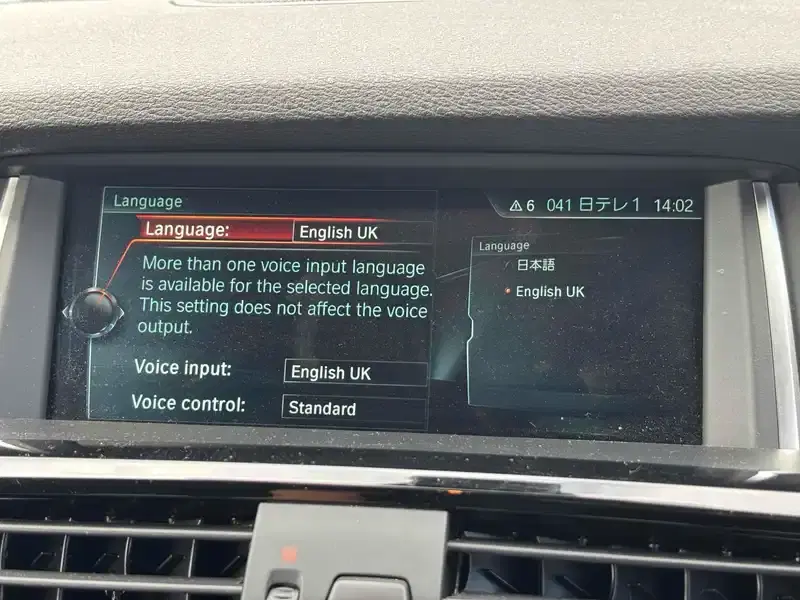 Language
6 041 日テレ1 14:02
Language: English UK
More than one voice input language
is available for the selected language.
This setting does not affect the voice
output.
Voice input: English UK
Voice control: Standard
Language
日本語
English UK